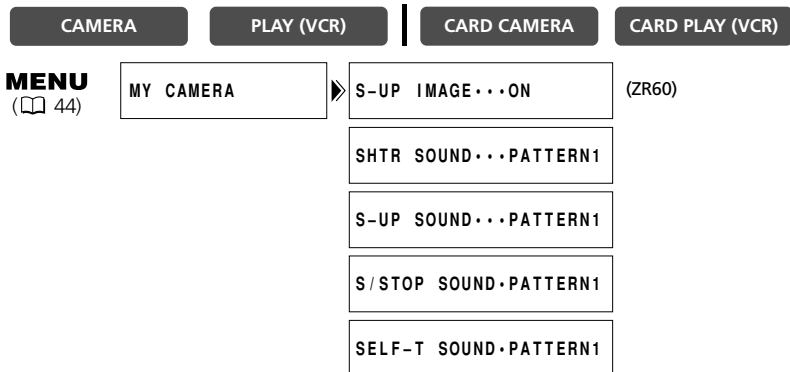 CAMERA PLAY (VCR) CARD CAMERA CARD PLAY (VCR)
MENU
( 44)
MY CAMERA
S-UP IMAGE···ON (ZR60)
SHTR SOUND···PATTERN1
S-UP SOUND···PATTERN1
S/STOP SOUND·PATTERN1
SELF-T SOUND·PATTERN1